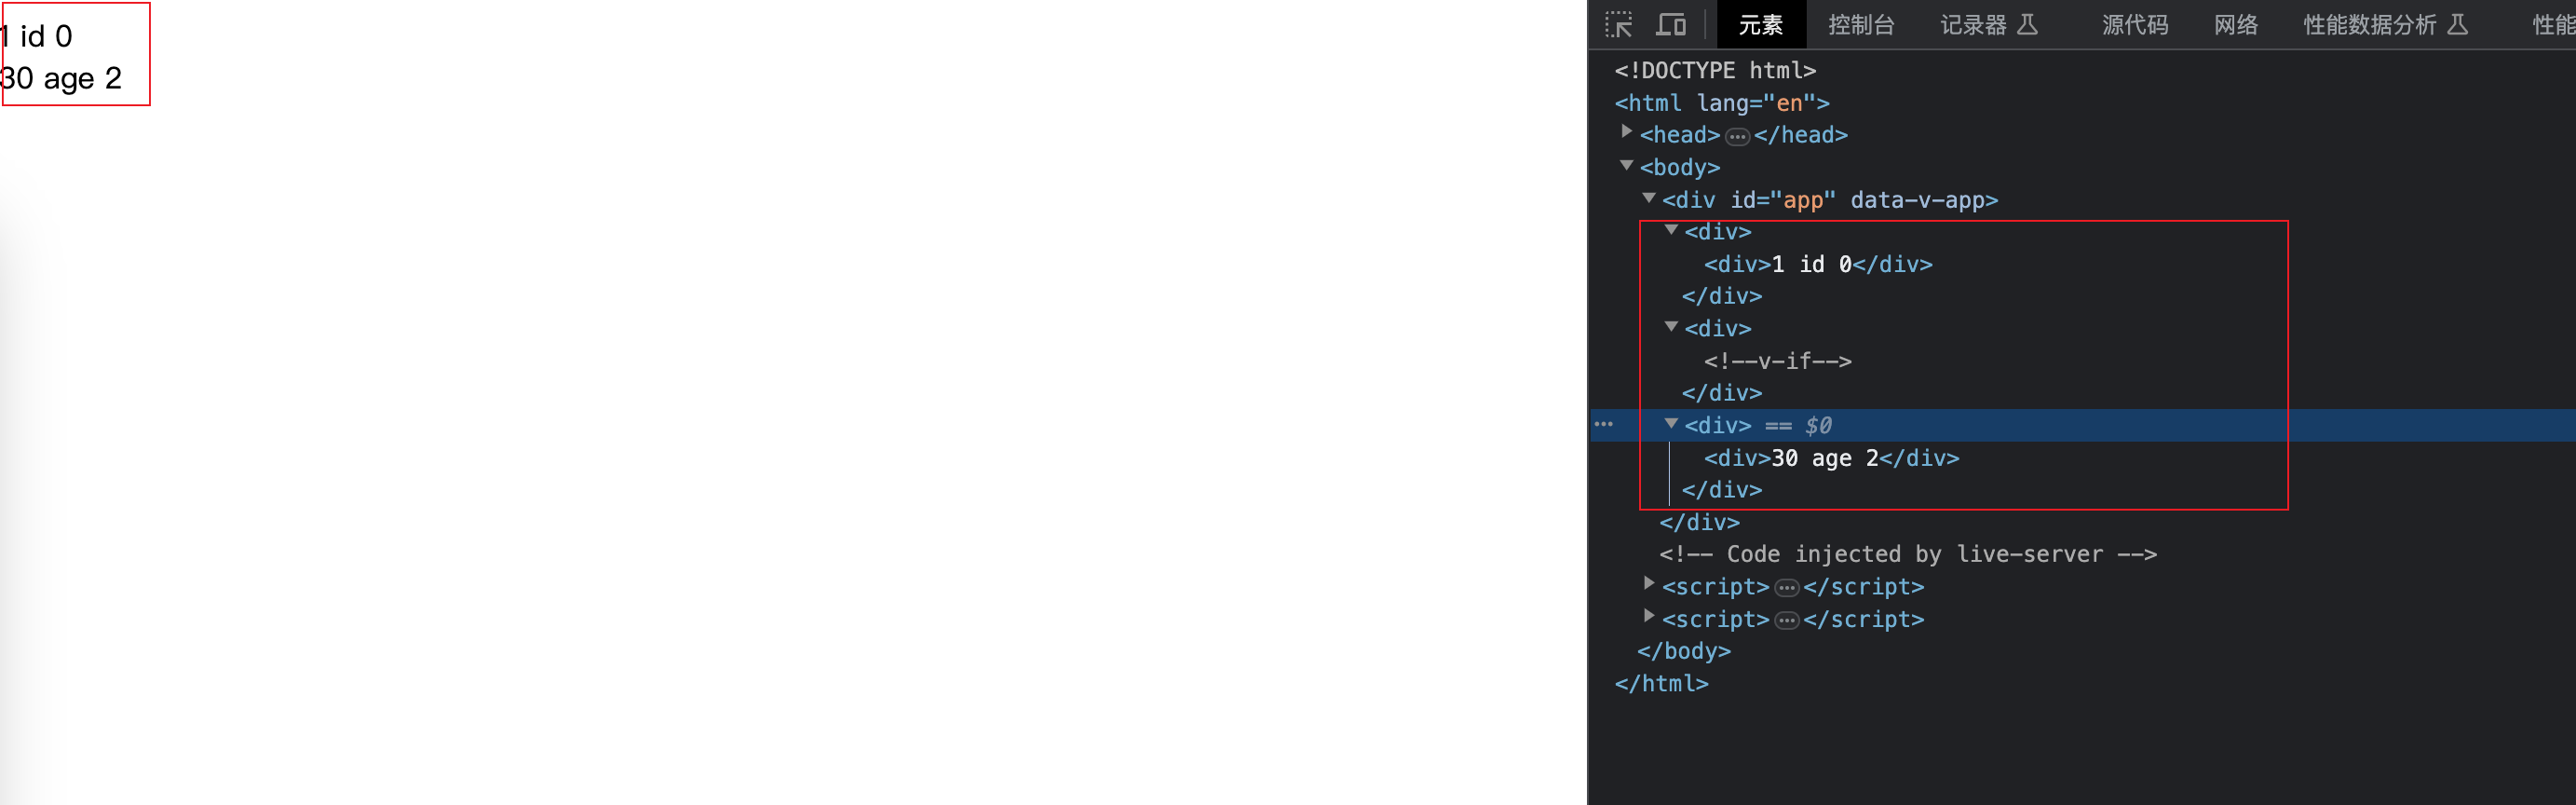 1 id 0
30 age 2
元素 控制台 记录器 源代码 网络 性能数据分析 性能
<!DOCTYPE html>
<html lang="en">
<head>…</head>
<body>
<div id="app" data-v-app>
<div>
<div>1 id 0</div>
</div>
<div>
<!--v-if-->
</div>
… <div> == $0
<div>30 age 2</div>
</div>
</div>
<!-- Code injected by live-server -->
<script>…</script>
<script>…</script>
</body>
</html>